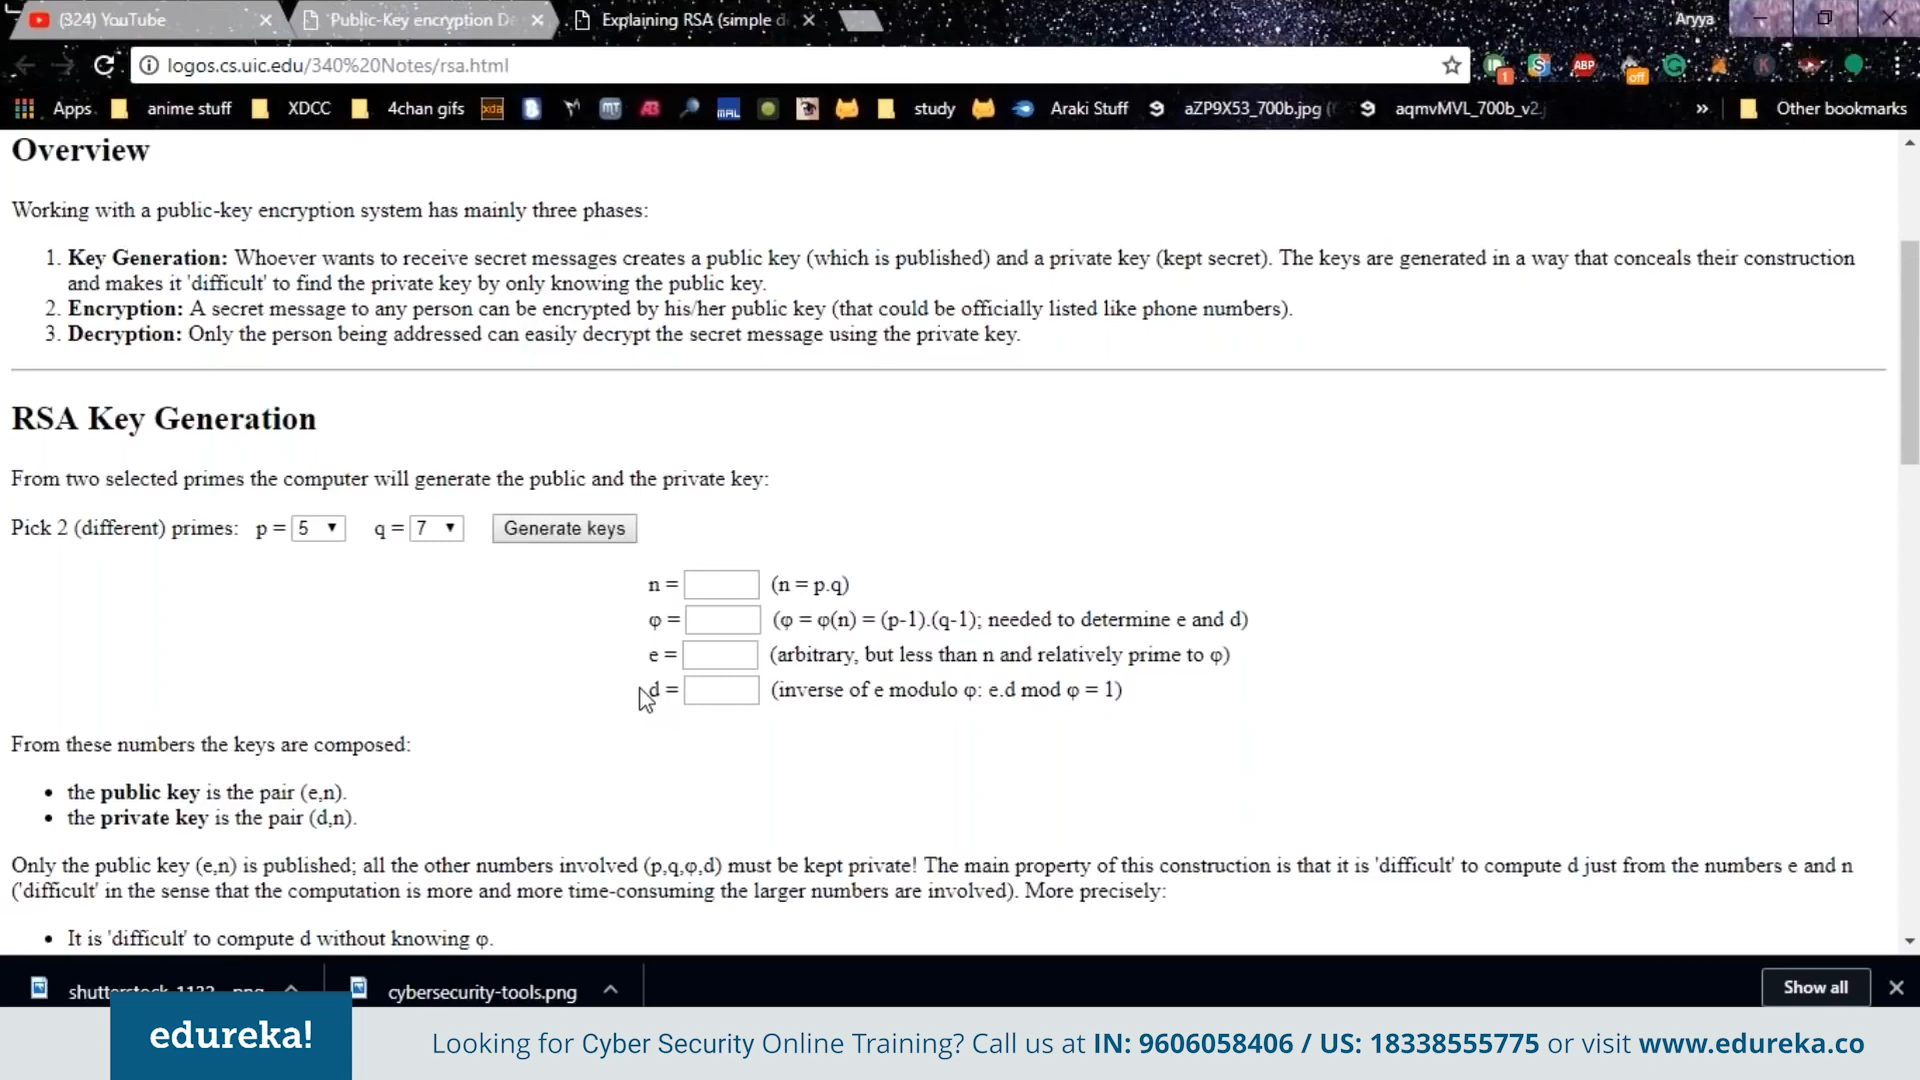 (324) YouTube
Public-Key encryption De
Explaining RSA (simple d
Aryya
logos.cs.uic.edu/340%20Notes/rsa.html
1
S
ABP
off
K
Apps
anime stuff
XDCC
4chan gifs
xda
MT
AB
MAL
study
Araki Stuff
aZP9X53_700b.jpg (
aqmvMVL_700b_v2.j
»
Other bookmarks
Overview
Working with a public-key encryption system has mainly three phases:
1. Key Generation: Whoever wants to receive secret messages creates a public key (which is published) and a private key (kept secret). The keys are generated in a way that conceals their construction
and makes it 'difficult' to find the private key by only knowing the public key.
2. Encryption: A secret message to any person can be encrypted by his/her public key (that could be officially listed like phone numbers).
3. Decryption: Only the person being addressed can easily decrypt the secret message using the private key.
RSA Key Generation
From two selected primes the computer will generate the public and the private key:
Pick 2 (different) primes: p = 5 q = 7 Generate keys
n = (n = p.q)
φ = (φ = φ(n) = (p-1).(q-1); needed to determine e and d)
e = (arbitrary, but less than n and relatively prime to φ)
d = (inverse of e modulo φ: e.d mod φ = 1)
From these numbers the keys are composed:
• the public key is the pair (e,n).
• the private key is the pair (d,n).
Only the public key (e,n) is published; all the other numbers involved (p,q,φ,d) must be kept private! The main property of this construction is that it is 'difficult' to compute d just from the numbers e and n
('difficult' in the sense that the computation is more and more time-consuming the larger numbers are involved). More precisely:
• It is 'difficult' to compute d without knowing φ.
cybersecurity-tools.png
Show all
edureka!
Looking for Cyber Security Online Training? Call us at IN: 9606058406 / US: 18338555775 or visit www.edureka.co